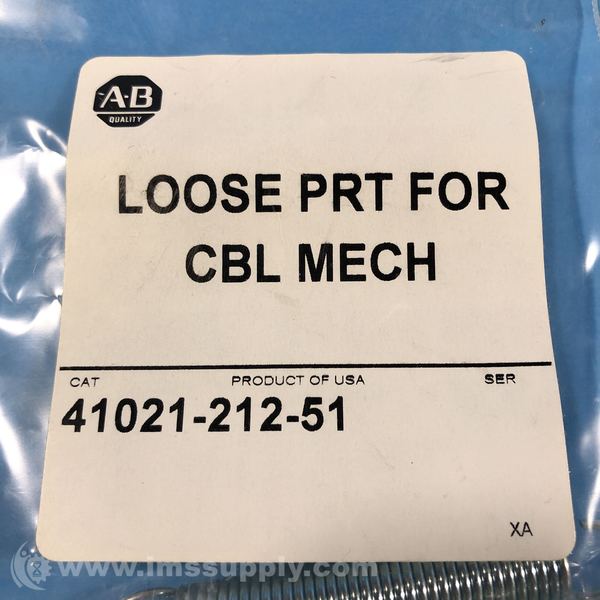 A-B
QUALITY
LOOSE PRT FOR
CBL MECH
CAT PRODUCT OF USA SER
41021-212-51
XA
www.imssupply.com